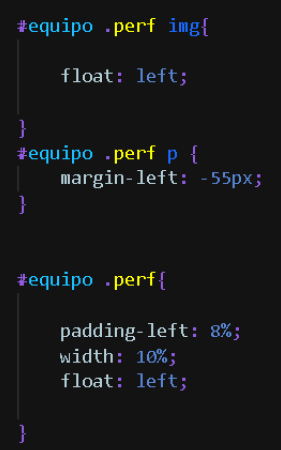 #equipo .perf img{
float: left;
}
#equipo .perf p {
margin-left: -55px;
}
#equipo .perf{
padding-left: 8%;
width: 10%;
float: left;
}